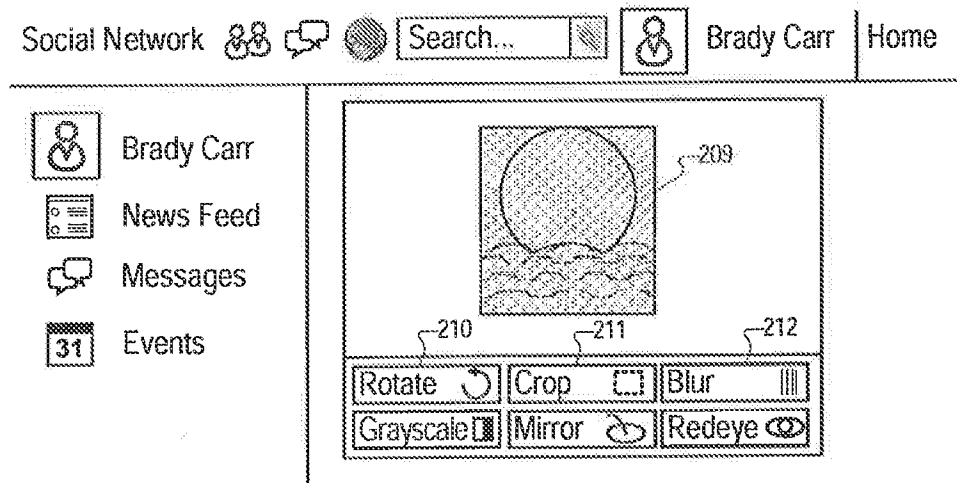 Social Network Search... Brady Carr Home
Brady Carr
News Feed
Messages
31 Events
209
210 211 212
Rotate Crop Blur
Grayscale Mirror Redeye